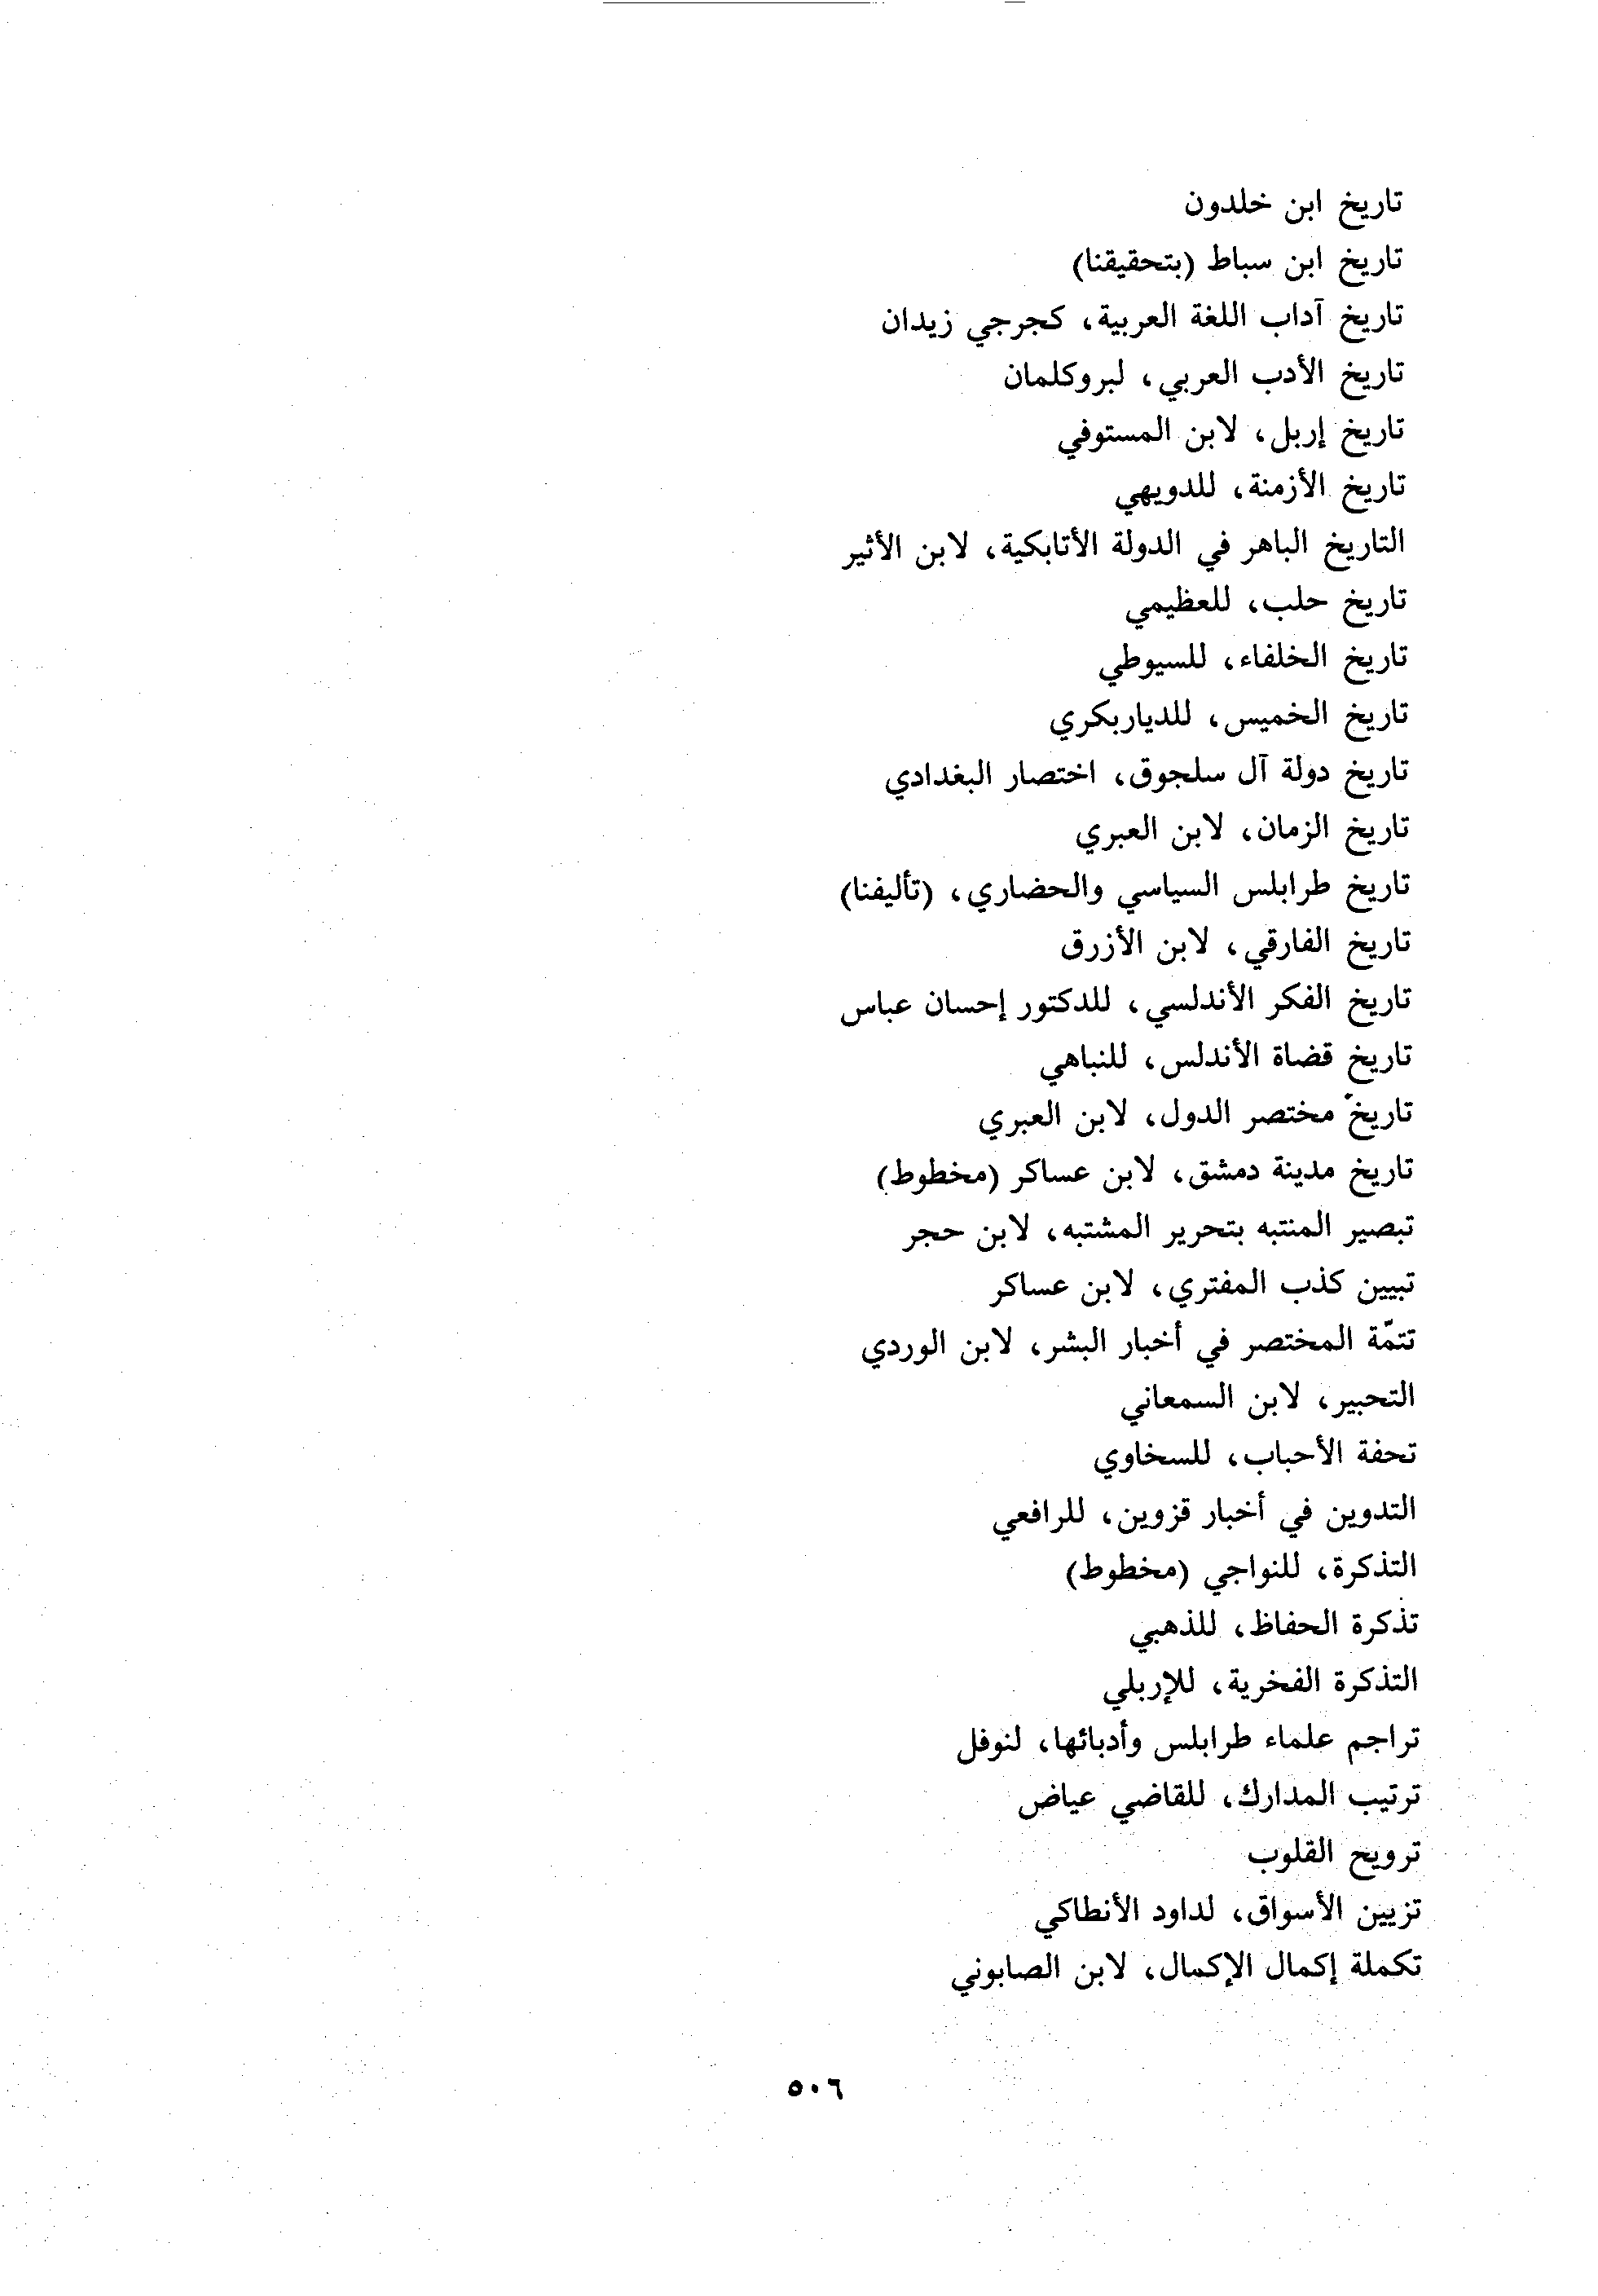 تاريخ ابن خلدون
تاريخ ابن سباط (بتحقيقنا)
تاريخ آداب اللغة العربية، كجرجي زيدان
تاريخ الأدب العربي، لبروكلمان
تاريخ إربل، لابن المستوفي
تاريخ الأزمنة، للدويهي
التاريخ الباهر في الدولة الأتابكية، لابن الأثير
تاريخ حلب، للعظيمي
تاريخ الخلفاء، للسيوطي
تاريخ الخميس، للدياربكري
تاريخ دولة آل سلجوق، اختصار البغدادي
تاريخ الزمان، لابن العبري
تاريخ طرابلس السياسي والحضاري، (تأليفنا)
تاريخ الفارقي، لابن الأزرق
تاريخ الفكر الأندلسي، للدكتور إحسان عباس
تاريخ قضاة الأندلس، للنباهي
تاريخ مختصر الدول، لابن العبري
تاريخ مدينة دمشق، لابن عساكر (مخطوط)
تبصير المنتبه بتحرير المشتبه، لابن حجر
تبيين كذب المفتري، لابن عساكر
تتمّة المختصر في أخبار البشر، لابن الوردي
التحبير، لابن السمعاني
تحفة الأحباب، للسخاوي
التدوين في أخبار قزوين، للرافعي
التذكرة، للنواجي (مخطوط)
تذكرة الحفاظ، للذهبي
التذكرة الفخرية، للإربلي
تراجم علماء طرابلس وأدبائها، لنوفل
ترتيب المدارك، للقاضي عياض
ترويح القلوب
تزيين الأسواق، لداود الأنطاكي
تكملة إكمال الإكمال، لابن الصابوني
٥٠٦